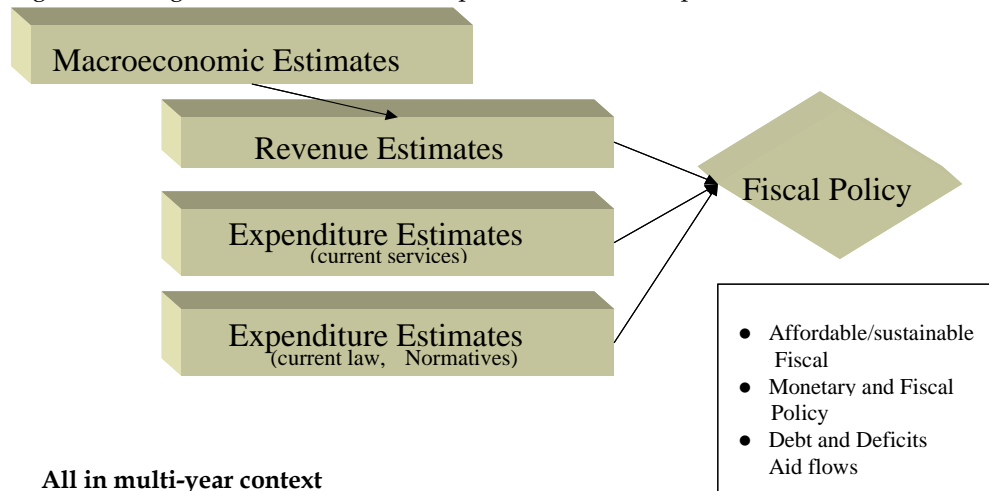 Macroeconomic Estimates
Revenue Estimates
Expenditure Estimates
(current services)
Expenditure Estimates
(current law, Normatives)
Fiscal Policy
● Affordable/sustainable
Fiscal
● Monetary and Fiscal
Policy
● Debt and Deficits
Aid flows
All in multi-year context